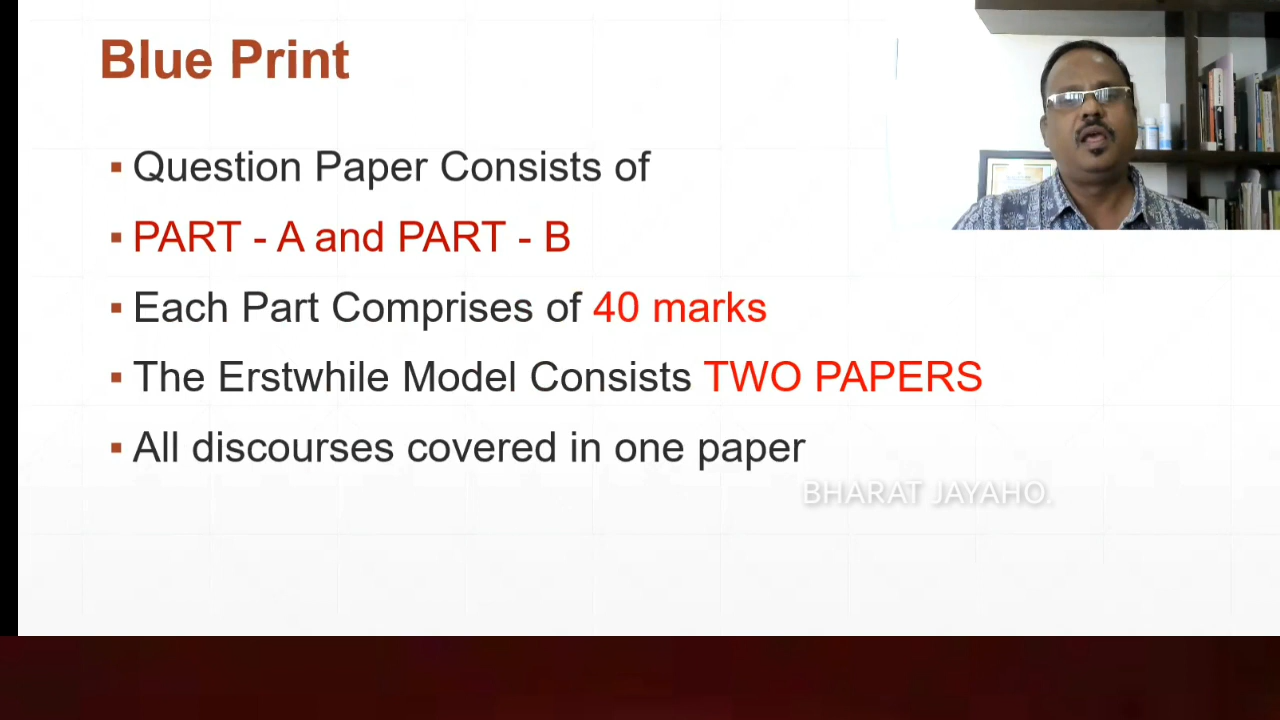 Blue Print
▪ Question Paper Consists of
▪ PART - A and PART - B
▪ Each Part Comprises of 40 marks
▪ The Erstwhile Model Consists TWO PAPERS
▪ All discourses covered in one paper
BHARAT JAYAHO.